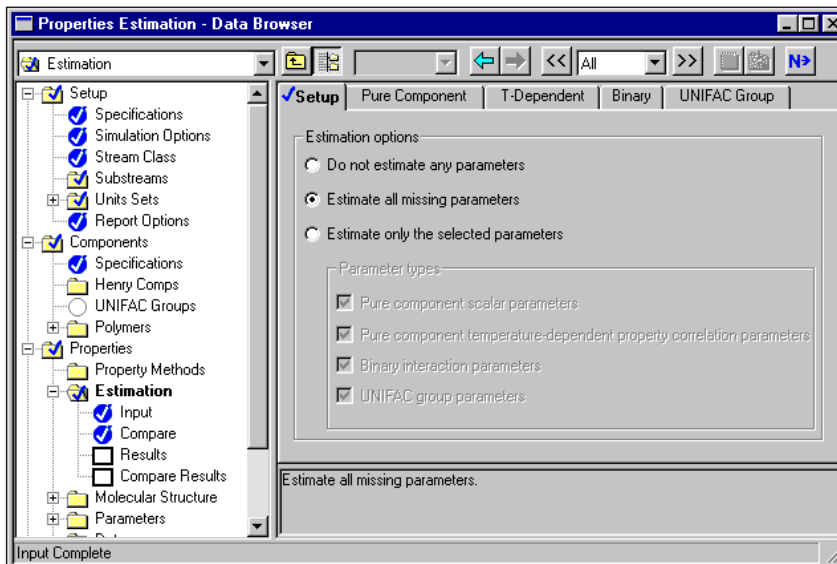 Properties Estimation - Data Browser
Estimation
All
N>
Setup
Specifications
Simulation Options
Stream Class
Substreams
Units Sets
Report Options
Components
Specifications
Henry Comps
UNIFAC Groups
Polymers
Properties
Property Methods
Estimation
Input
Compare
Results
Compare Results
Molecular Structure
Parameters
Setup Pure Component T-Dependent Binary UNIFAC Group
Estimation options
Do not estimate any parameters
Estimate all missing parameters
Estimate only the selected parameters
Parameter types
Pure component scalar parameters
Pure component temperature-dependent property correlation parameters
Binary interaction parameters
UNIFAC group parameters
Estimate all missing parameters.
Input Complete